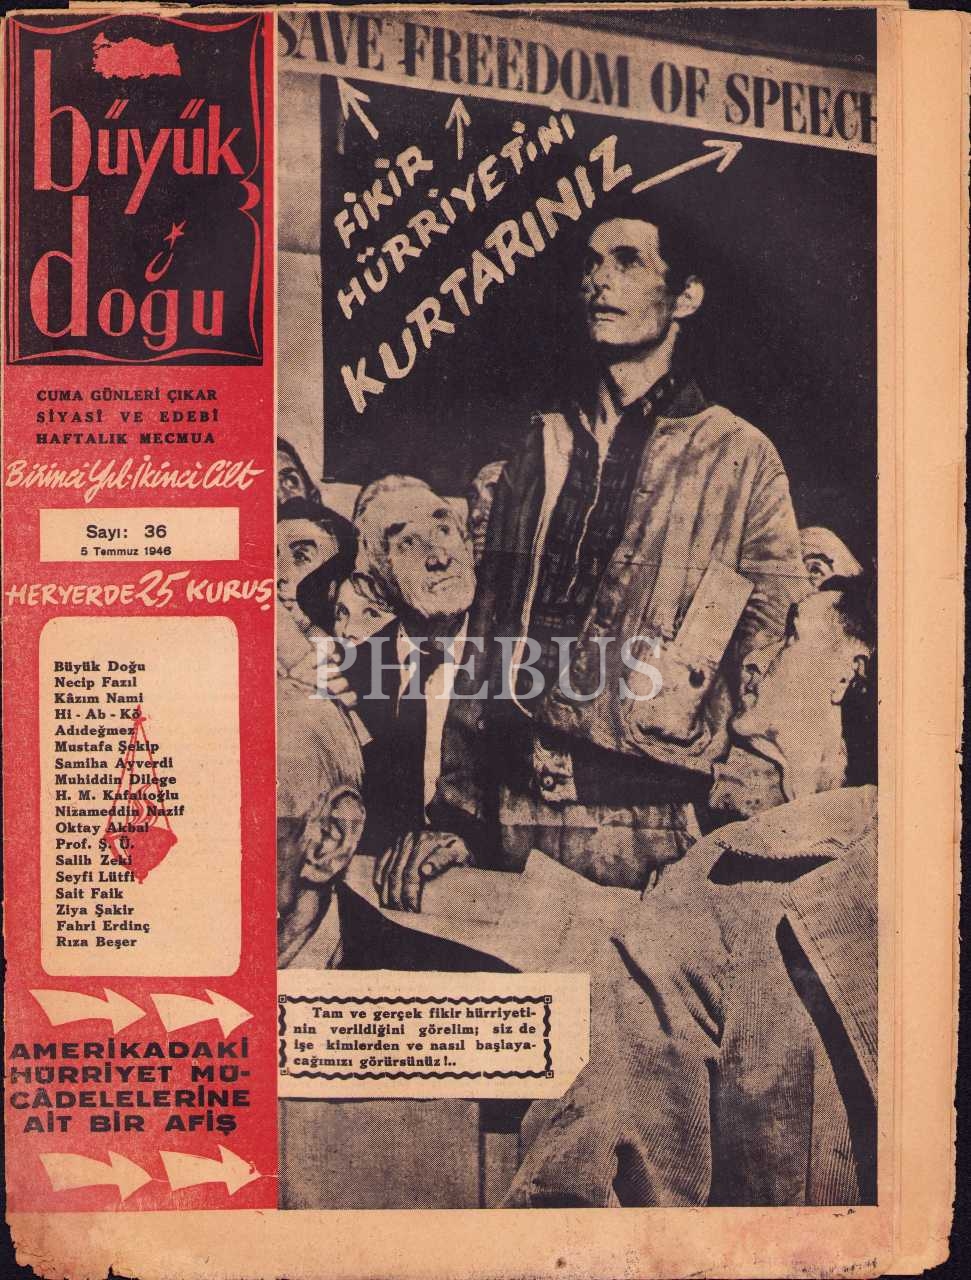 büyük
doğu
CUMA GÜNLERİ ÇIKAR
SİYASÎ VE EDEBÎ
HAFTALIK MECMUA
Birinci Yıl-İkinci Cilt
Sayı: 36
5 Temmuz 1946
HERYERDE 25 KURUŞ
Büyük Doğu
Necip Fazıl
Kâzım Nami
Hi - Ab - Kö
Adıdeğmez
Mustafa Şekip
Samiha Ayverdi
Muhiddin Dilege
H. M. Kafalıoğlu
Nizameddin Nazif
Oktay Akbal
Prof. Ş. Ü.
Salih Zeki
Seyfi Lütfi
Sait Faik
Ziya Şakir
Fahri Erdinç
Rıza Beşer
AMERİKADAKİ
HÜRRİYET MÜ-
CÂDELELERİNE
AİT BİR AFİŞ
SAVE FREEDOM OF SPEECH
FİKİR
HÜRRİYETİNİ
KURTARINIZ
PHEBUS
Tam ve gerçek fikir hürriyeti-
nin verildiğini görelim; siz de
işe kimlerden ve nasıl başlaya-
cağımızı görürsünüz!..